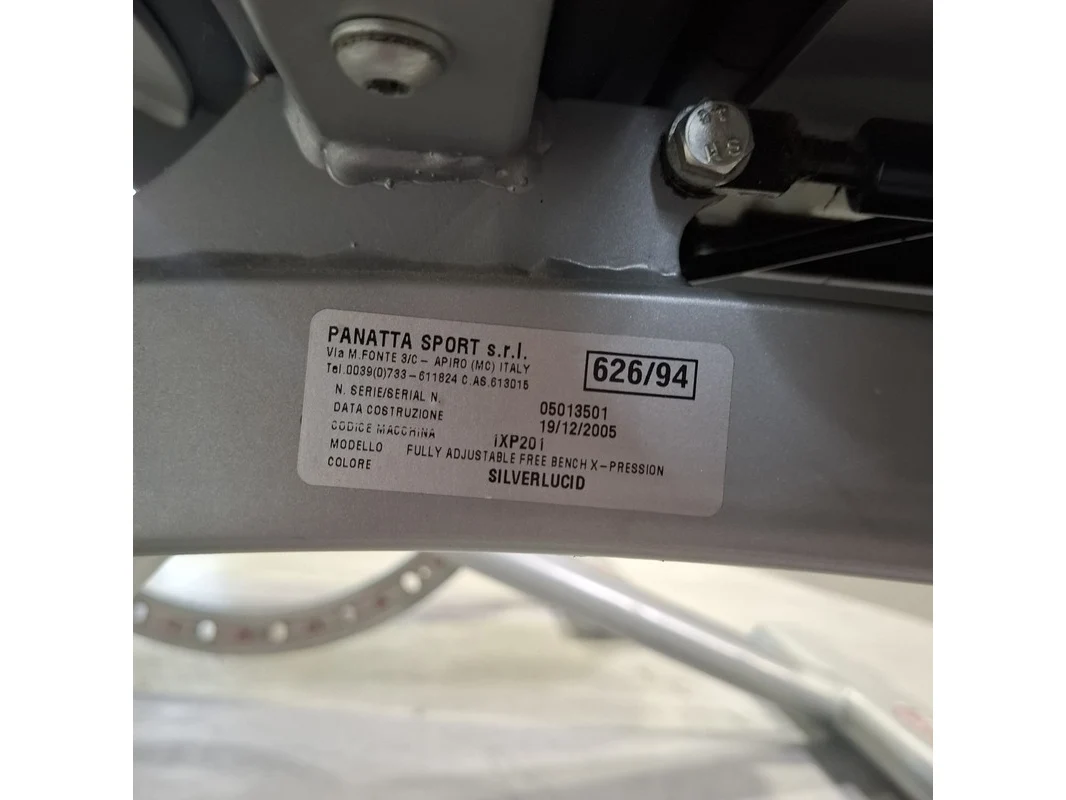 PANATTA SPORT s.r.l.
Via M.FONTE 3/C – APIRO (MC) ITALY
Tel.0039(0)733–611824 C.AS.613015
626/94
N. SERIE/SERIAL N. 05013501
DATA COSTRUZIONE 19/12/2005
CODICE MACCHINA 1XP201
MODELLO FULLY ADJUSTABLE FREE BENCH X–PRESSION
COLORE SILVERLUCID